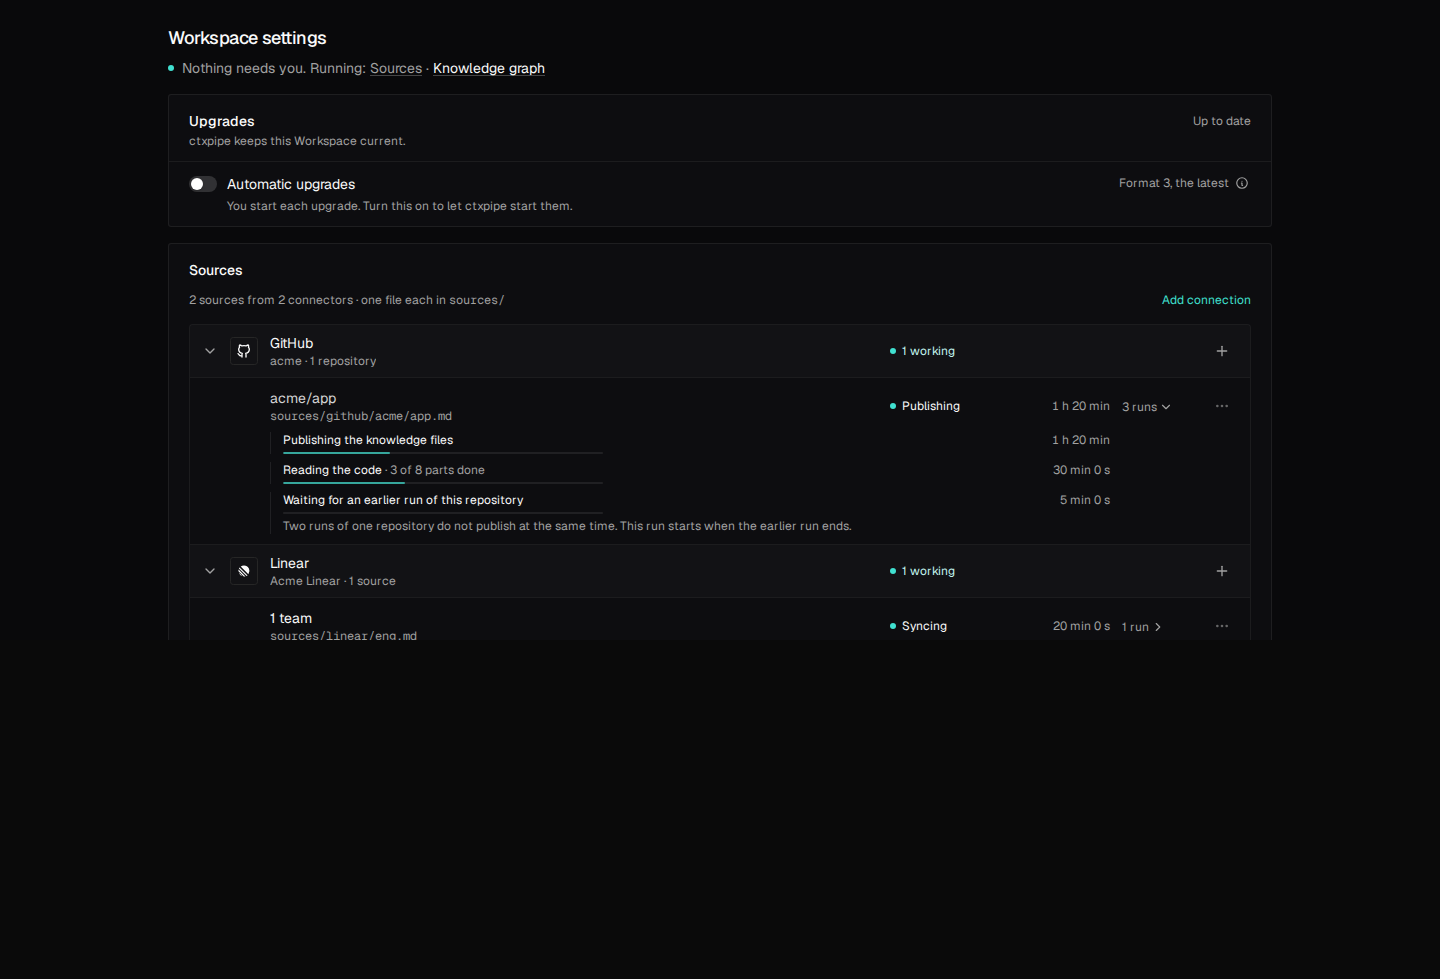 Workspace settings
Nothing needs you. Running: Sources · Knowledge graph
Upgrades
Up to date
ctxpipe keeps this Workspace current.
Automatic upgrades
Format 3, the latest
You start each upgrade. Turn this on to let ctxpipe start them.
Sources
2 sources from 2 connectors · one file each in sources/
Add connection
GitHub
acme · 1 repository
1 working
acme/app
sources/github/acme/app.md
Publishing
1 h 20 min
3 runs
Publishing the knowledge files
1 h 20 min
Reading the code · 3 of 8 parts done
30 min 0 s
Waiting for an earlier run of this repository
5 min 0 s
Two runs of one repository do not publish at the same time. This run starts when the earlier run ends.
Linear
Acme Linear · 1 source
1 working
1 team
sources/linear/eng.md
Syncing
20 min 0 s
1 run